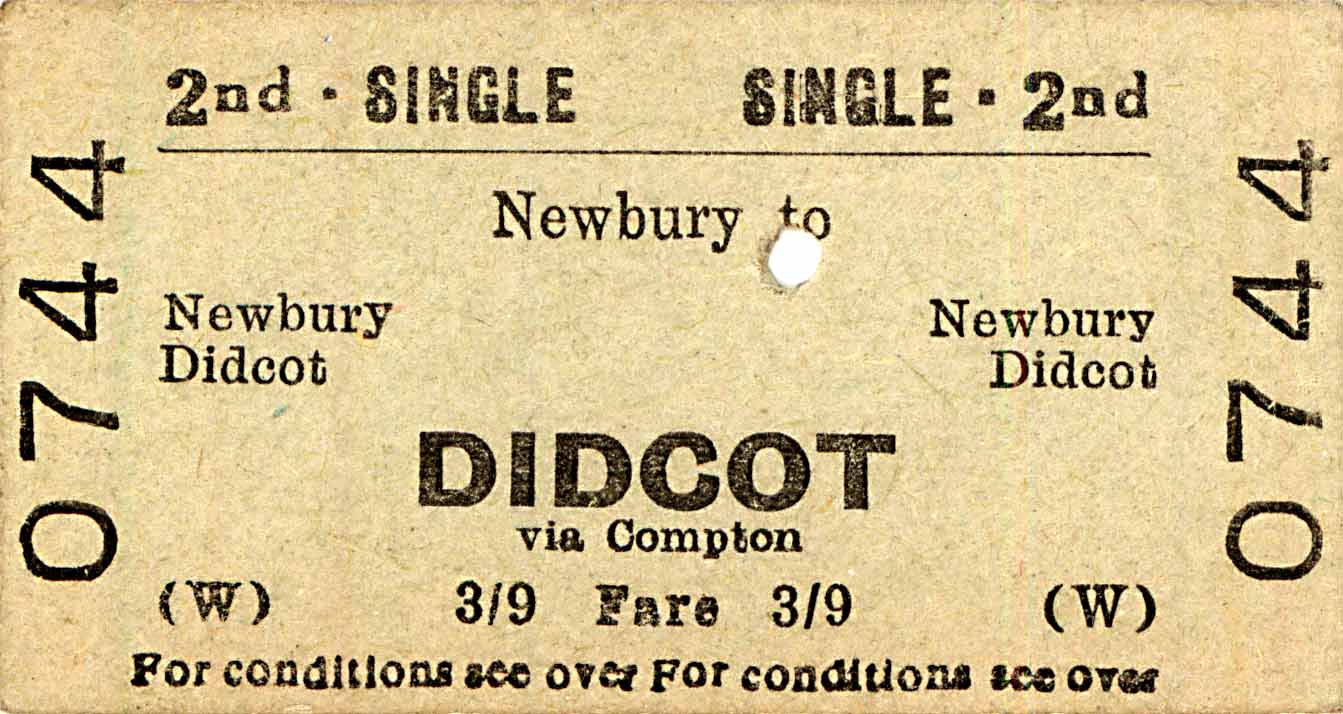 2nd · SINGLE SINGLE · 2nd
Newbury to
Newbury Newbury
Didcot Didcot
DIDCOT
via Compton
(W) 3/9 Fare 3/9 (W)
For conditions see over For conditions see over
0744
0744